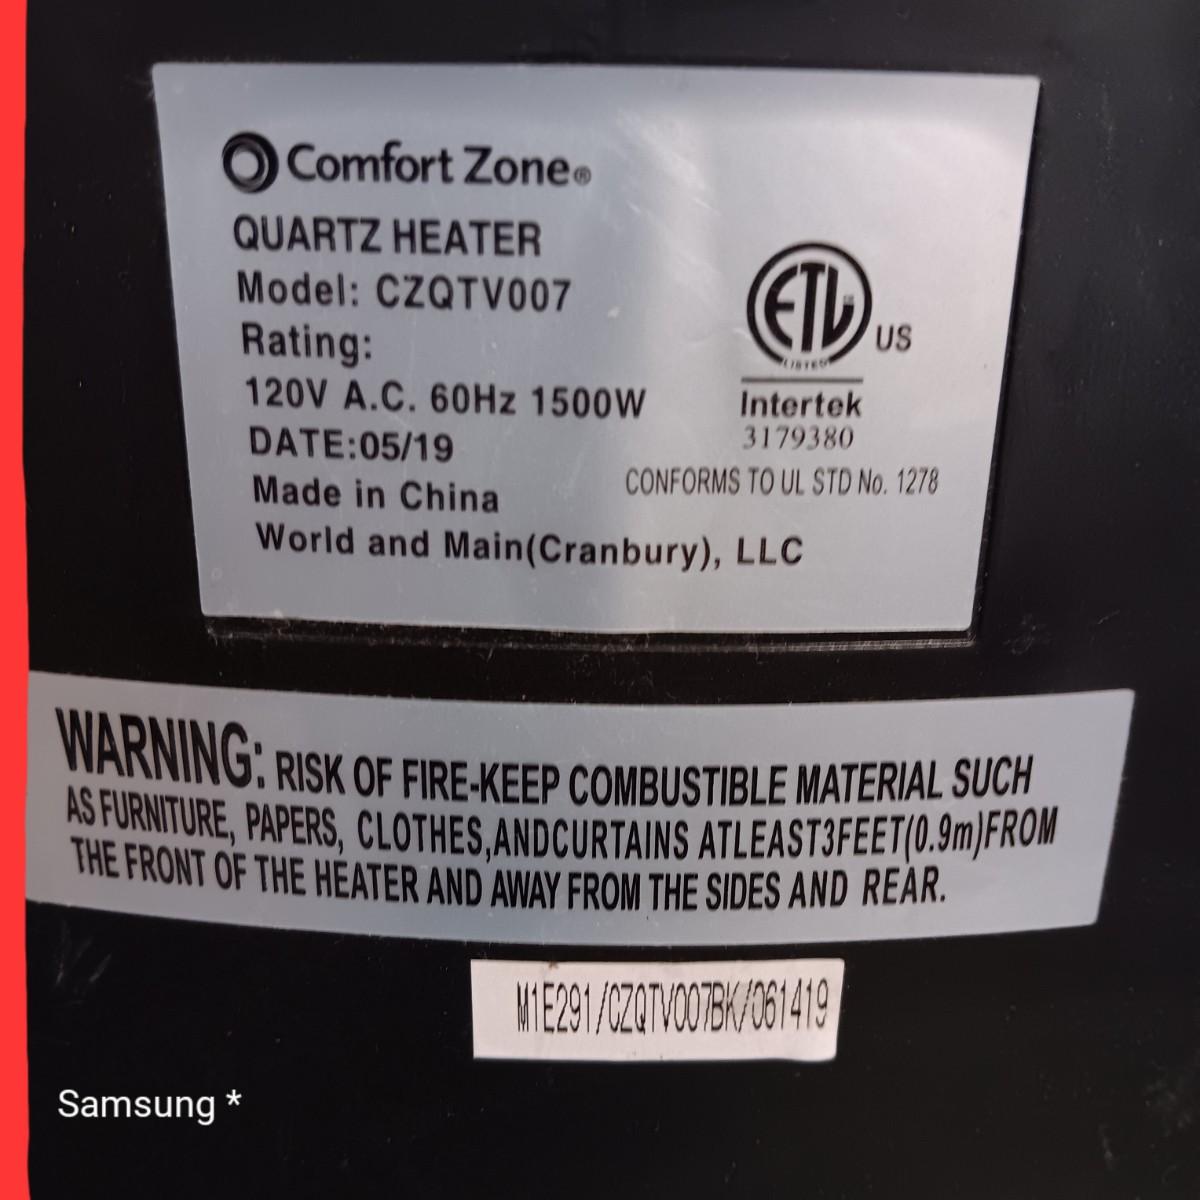 Comfort Zone®
QUARTZ HEATER
Model: CZQTV007
Rating:
120V A.C. 60Hz 1500W
DATE:05/19
Made in China
World and Main(Cranbury), LLC
ETL
LISTED
US
Intertek
3179380
CONFORMS TO UL STD No. 1278
WARNING: RISK OF FIRE-KEEP COMBUSTIBLE MATERIAL SUCH
AS FURNITURE, PAPERS, CLOTHES,ANDCURTAINS ATLEAST3FEET(0.9m)FROM
THE FRONT OF THE HEATER AND AWAY FROM THE SIDES AND REAR.
M1E291/CZQTV007BK/061419
Samsung *